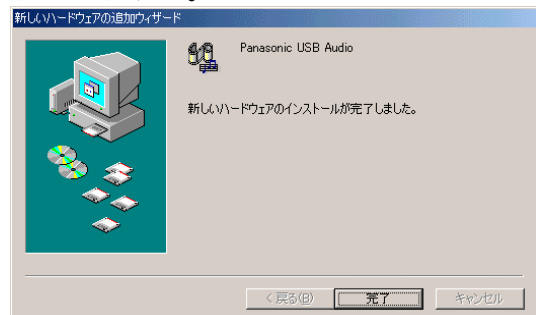 新しいハードウェアの追加ウィザード
Panasonic USB Audio
新しいハードウェアのインストールが完了しました。
< 戻る(B)
完了
キャンセル